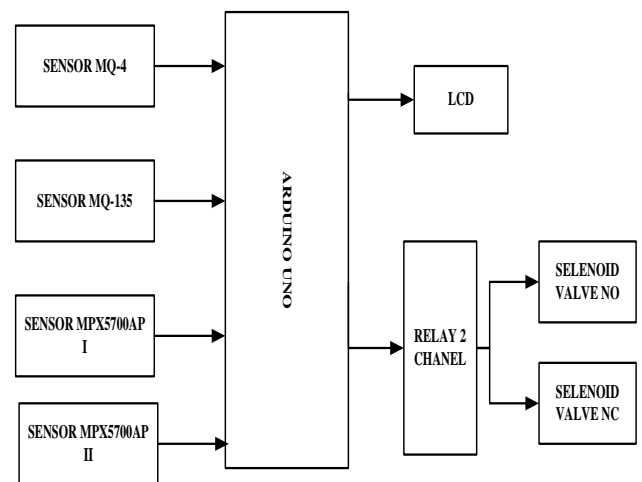 SENSOR MQ-4
SENSOR MQ-135
SENSOR MPX5700AP
I
SENSOR MPX5700AP
II
ARDUINO UNO
LCD
RELAY 2
CHANEL
SELENOID
VALVE NO
SELENOID
VALVE NC